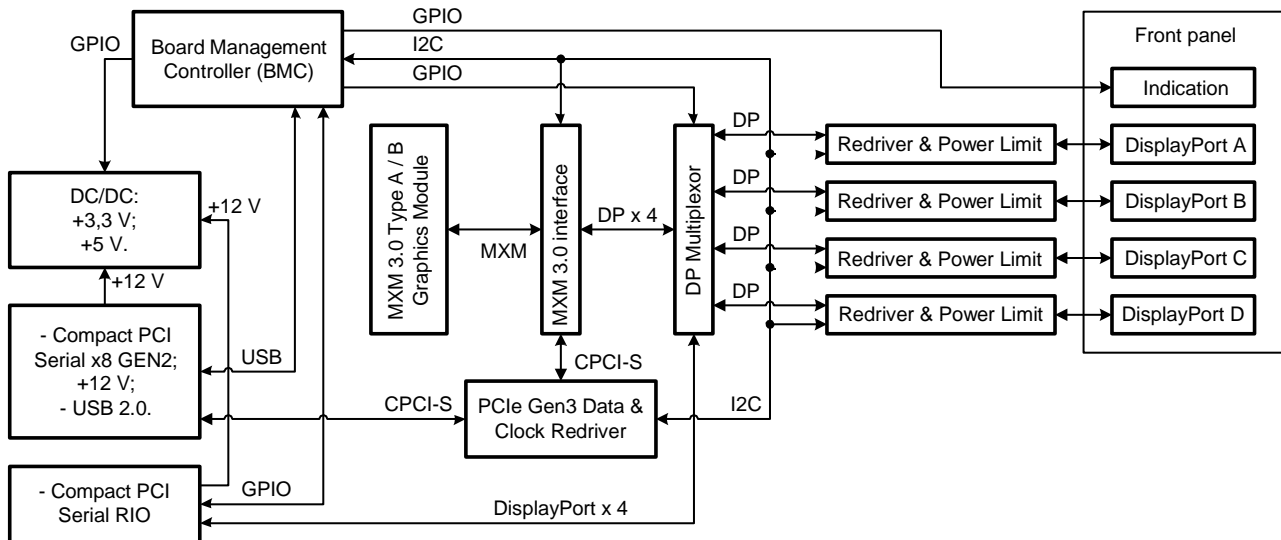 GPIO
Front panel
GPIO
Board Management
Controller (BMC)
I2C
GPIO
Indication
MXM 3.0 Type A / B
Graphics Module
MXM 3.0 interface
DP Multiplexor
DP
Redriver & Power Limit
DisplayPort A
DC/DC:
+3,3 V;
+5 V.
+12 V
DP
Redriver & Power Limit
DisplayPort B
MXM
DP x 4
DP
Redriver & Power Limit
DisplayPort C
+12 V
DP
Redriver & Power Limit
DisplayPort D
- Compact PCI
Serial x8 GEN2;
+12 V;
- USB 2.0.
USB
CPCI-S
CPCI-S
PCIe Gen3 Data &
Clock Redriver
I2C
- Compact PCI
Serial RIO
GPIO
DisplayPort x 4